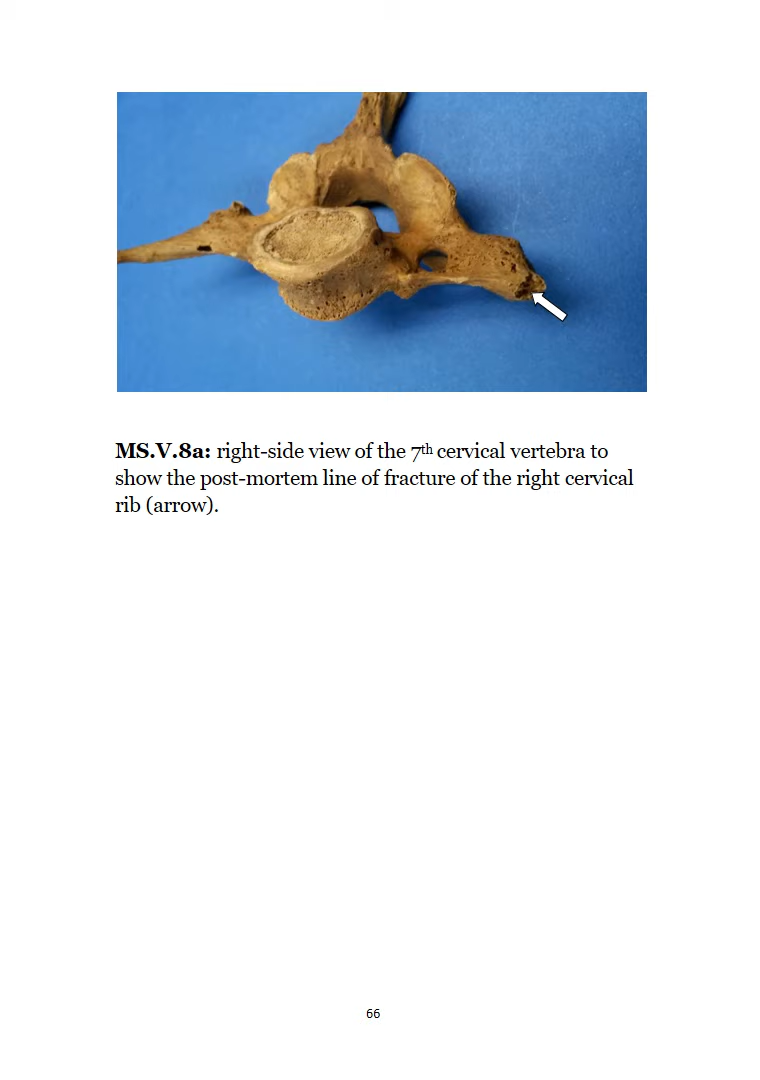 MS.V.8a: right-side view of the 7th cervical vertebra to
show the post-mortem line of fracture of the right cervical
rib (arrow).
66